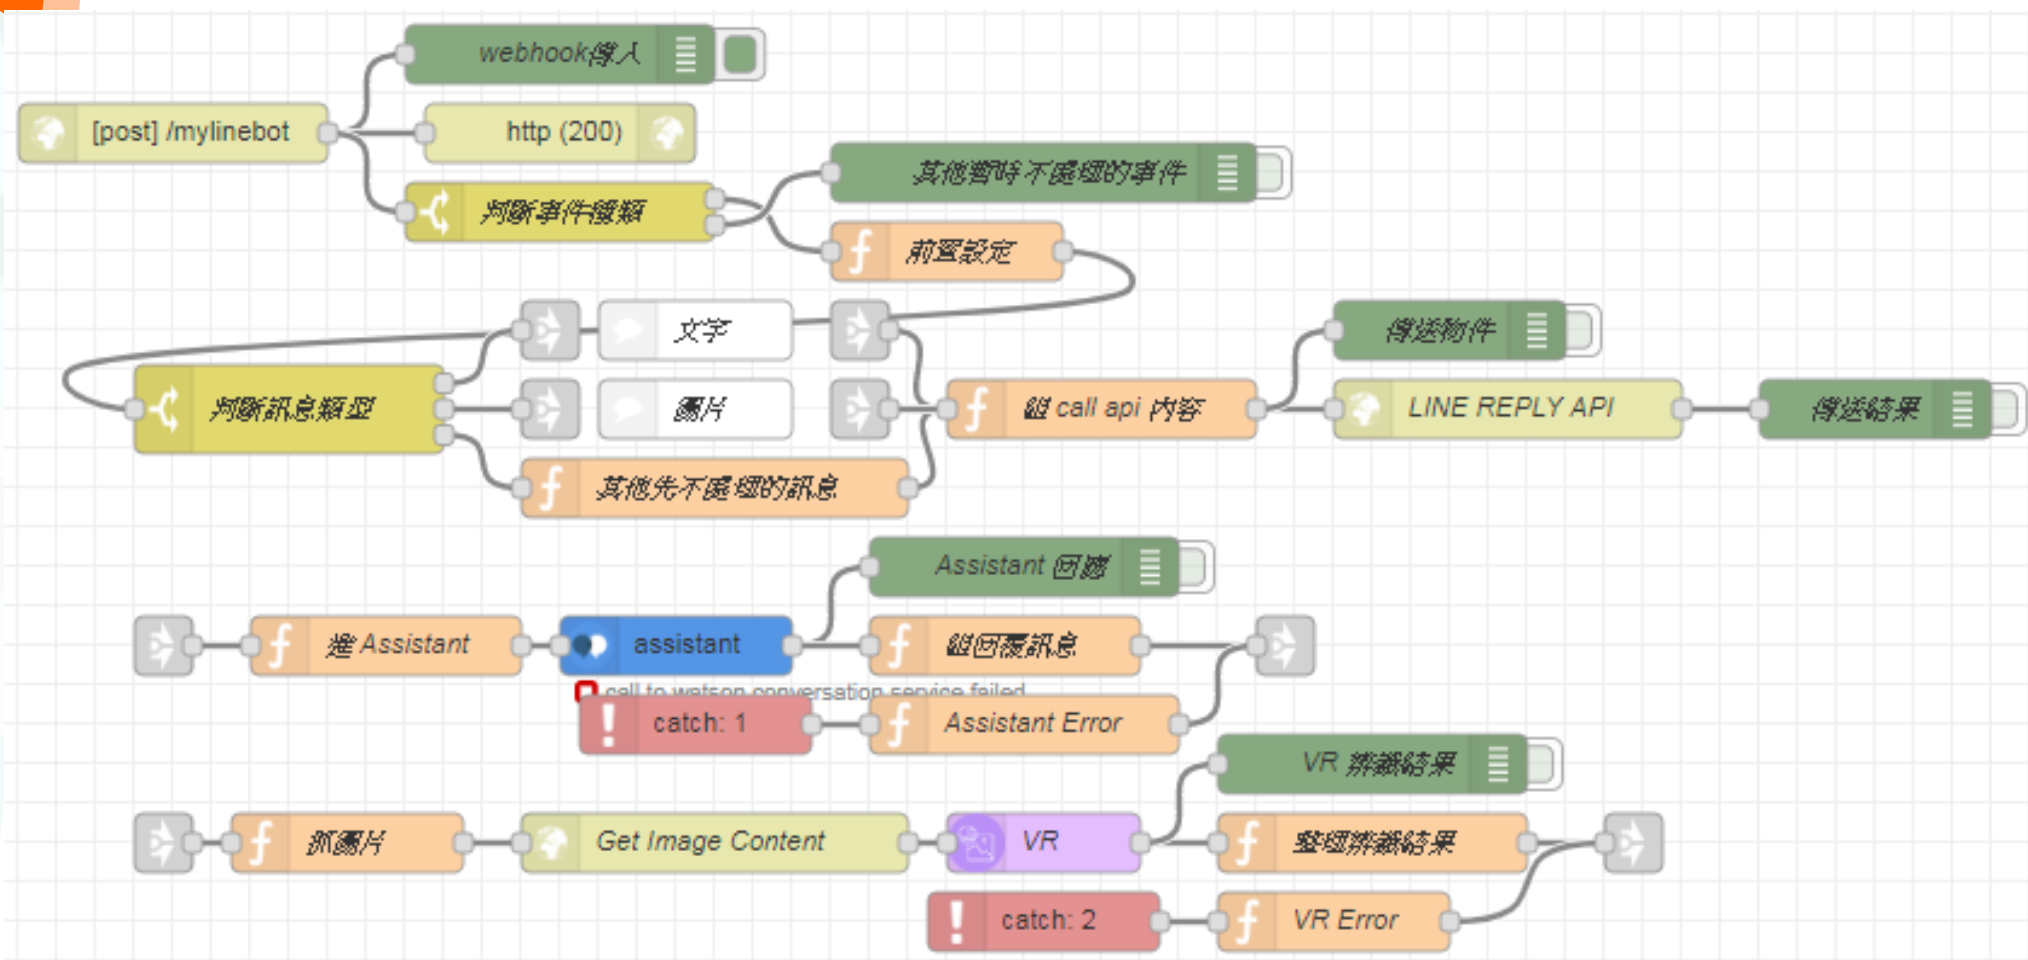 webhook傳入
[post] /mylinebot
http (200)
其他暫時不處理的事件
判斷事件種類
前置設定
文字
傳送物件
判斷訊息類型
圖片
組 call api 內容
LINE REPLY API
傳送結果
其他先不處理的訊息
Assistant 回應
進 Assistant
assistant
組回覆訊息
call to watson conversation service failed
catch: 1
Assistant Error
VR 辨識結果
抓圖片
Get Image Content
VR
整理辨識結果
catch: 2
VR Error